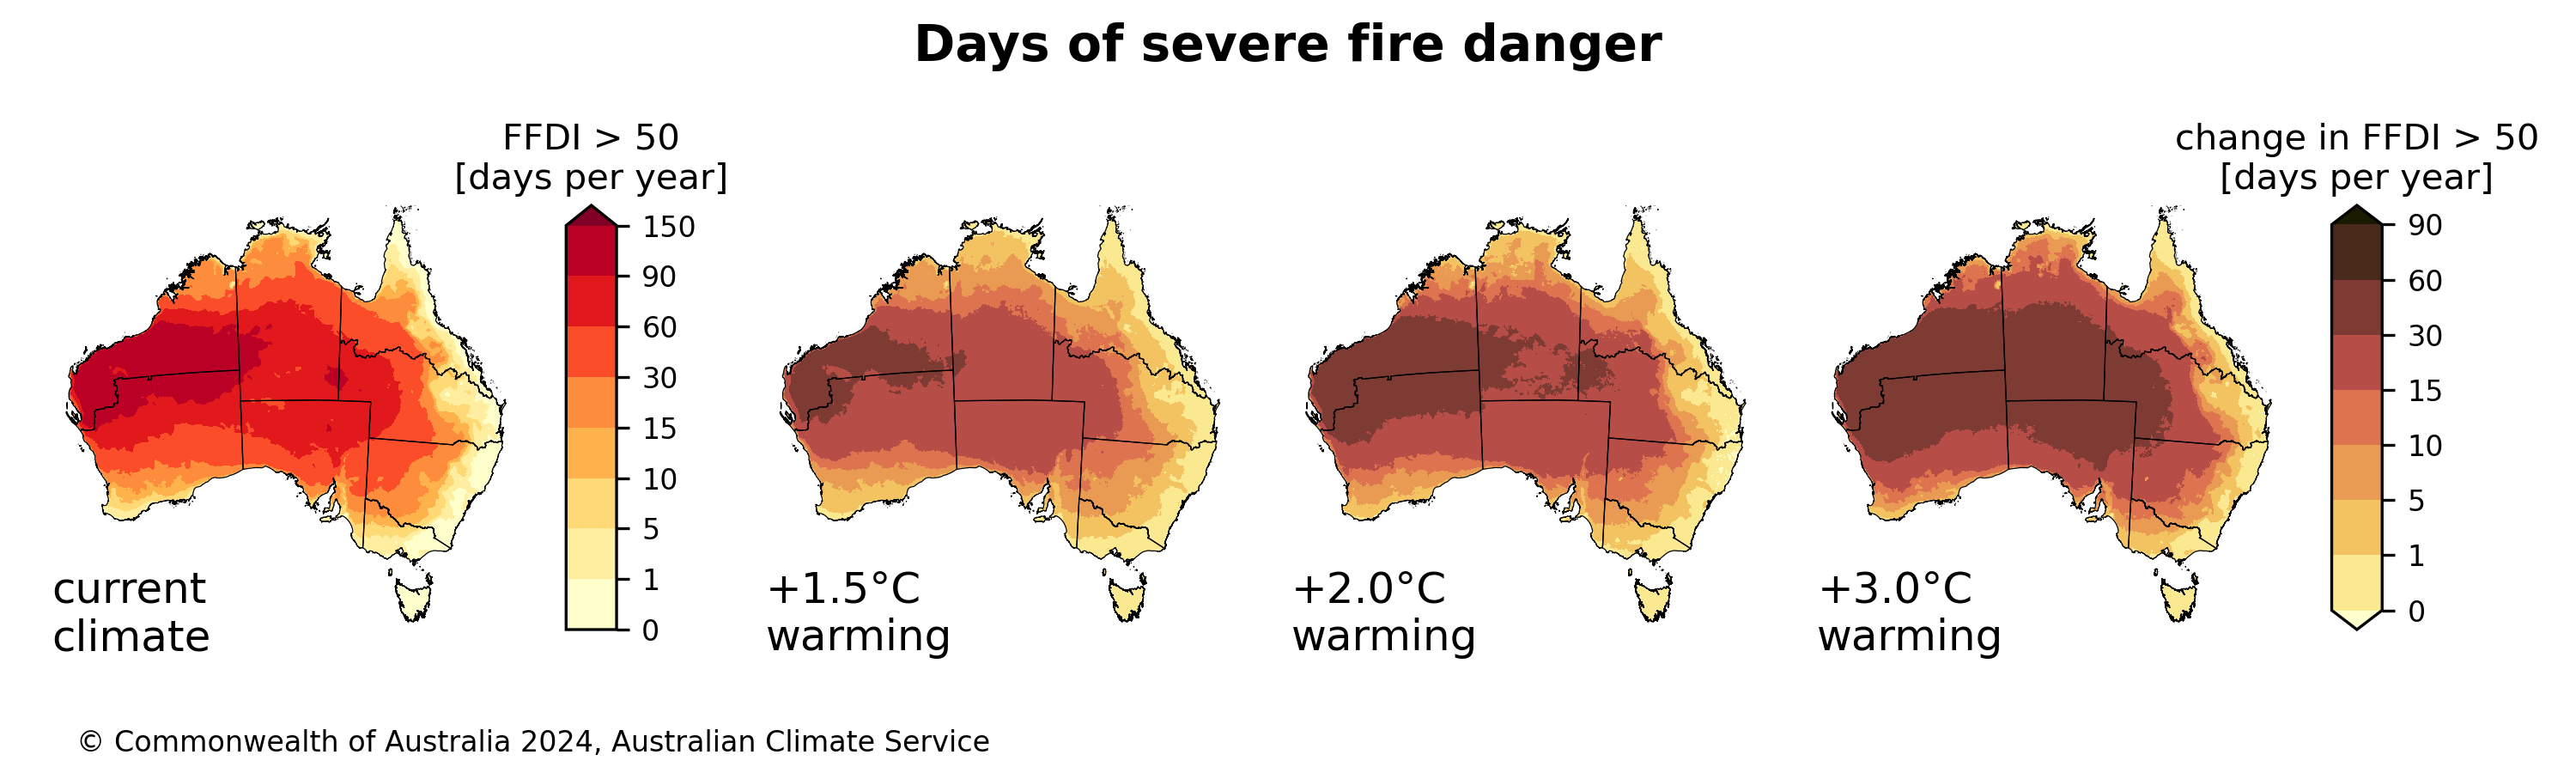 Days of severe fire danger
FFDI > 50
[days per year]
150
90
60
30
15
10
5
1
0
change in FFDI > 50
[days per year]
90
60
30
15
10
5
1
0
current
climate
+1.5°C
warming
+2.0°C
warming
+3.0°C
warming
© Commonwealth of Australia 2024, Australian Climate Service